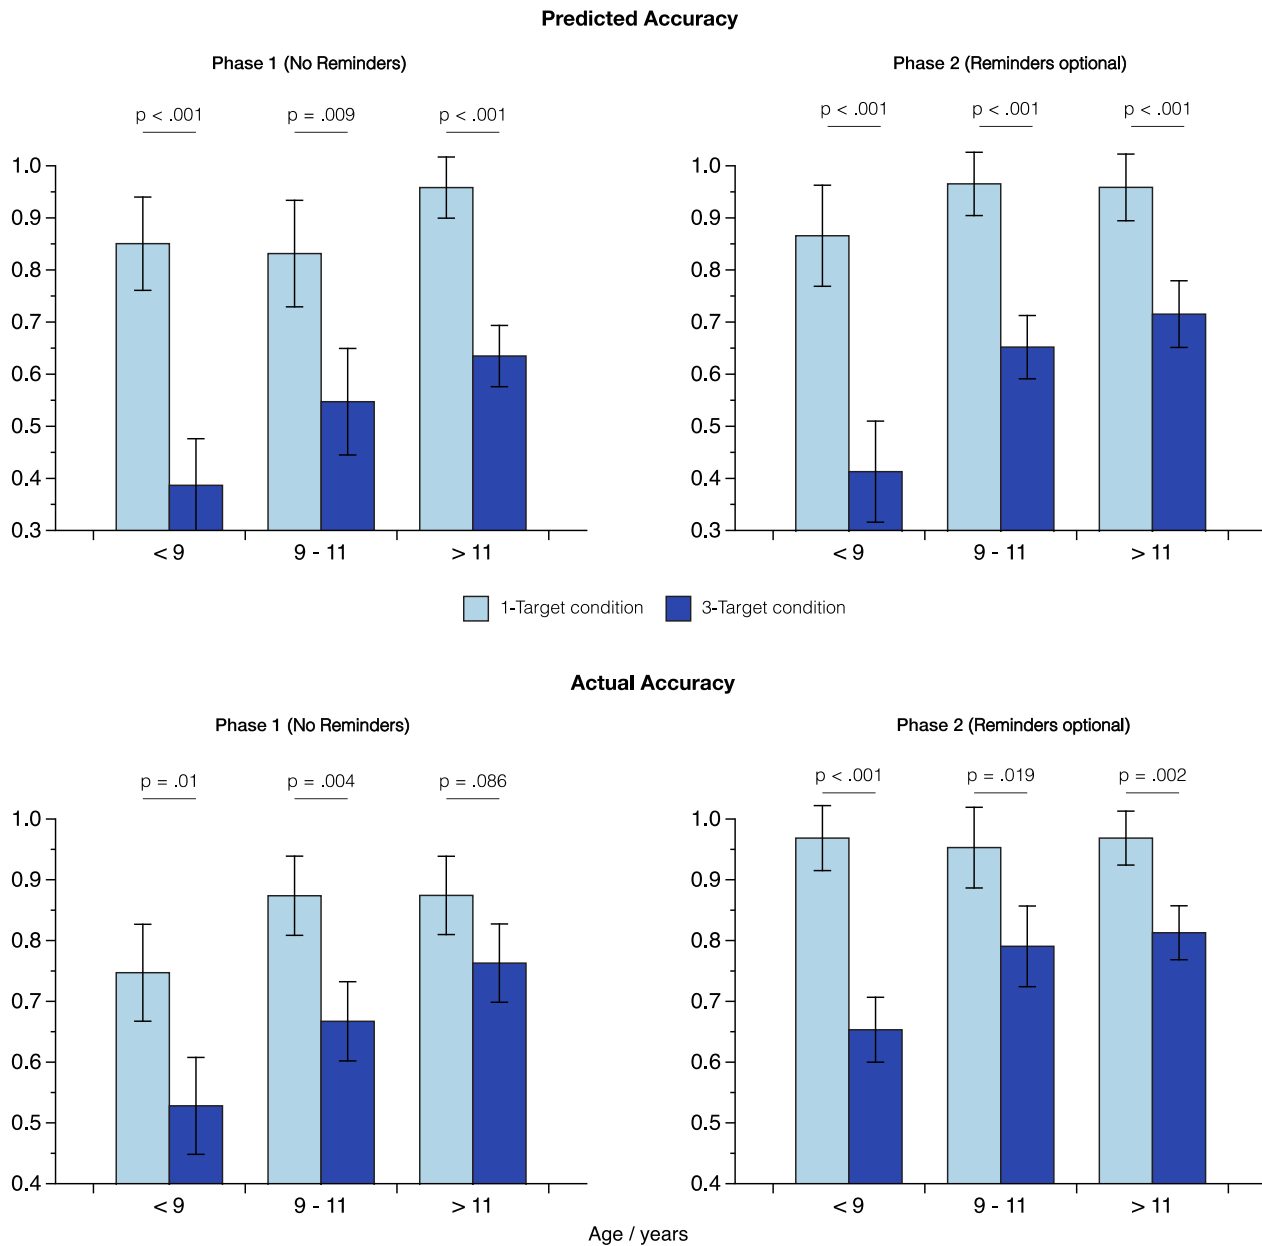 Predicted Accuracy
Phase 1 (No Reminders)
p < .001
p = .009
p < .001
1.0
0.9
0.8
0.7
0.6
0.5
0.4
0.3
< 9
9 - 11
> 11
Phase 2 (Reminders optional)
p < .001
p < .001
p < .001
1.0
0.9
0.8
0.7
0.6
0.5
0.4
0.3
< 9
9 - 11
> 11
1-Target condition
3-Target condition
Actual Accuracy
Phase 1 (No Reminders)
p = .01
p = .004
p = .086
1.0
0.9
0.8
0.7
0.6
0.5
0.4
< 9
9 - 11
> 11
Phase 2 (Reminders optional)
p < .001
p = .019
p = .002
1.0
0.9
0.8
0.7
0.6
0.5
0.4
< 9
9 - 11
> 11
Age / years